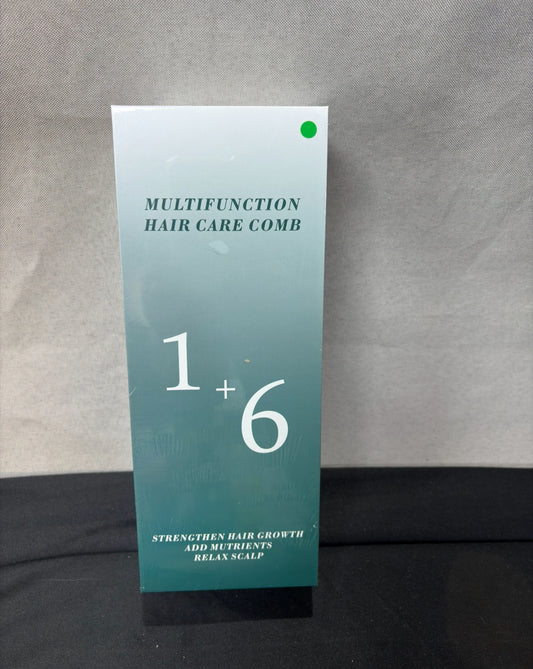 MULTIFUNCTION
HAIR CARE COMB
1 + 6
STRENGTHEN HAIR GROWTH
ADD MUTRIENTS
RELAX SCALP